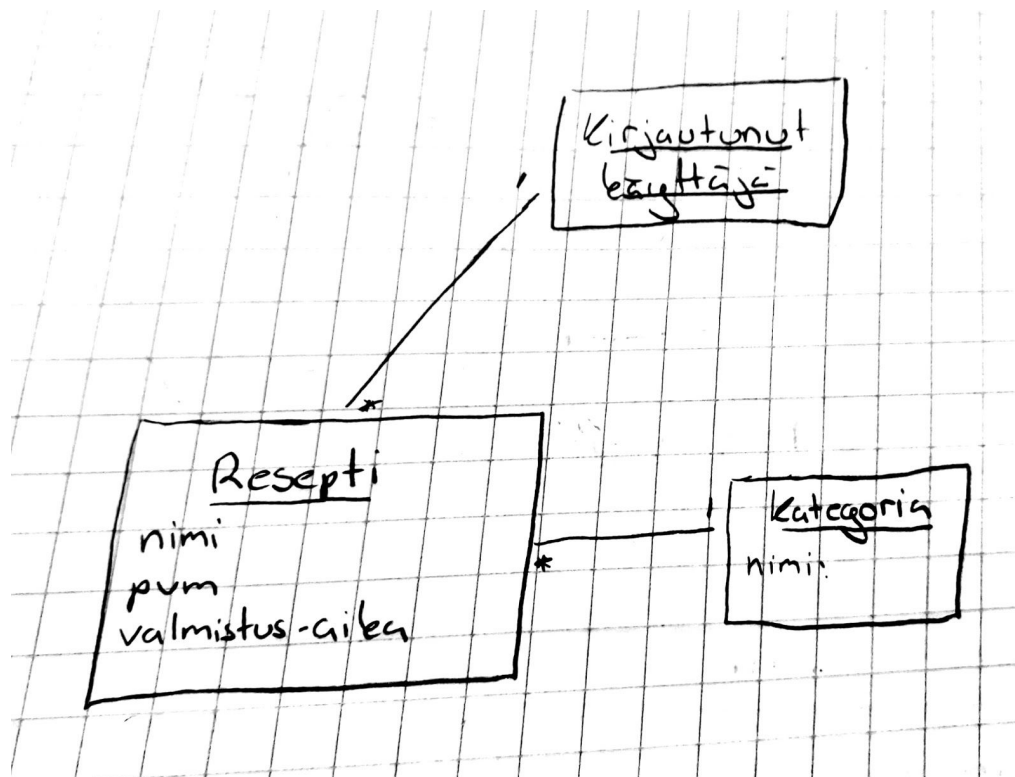 Kirjautunut
käyttäjä
1
*
Resepti
nimi
pvm
valmistus-aika
*
1
Kategoria
nimi